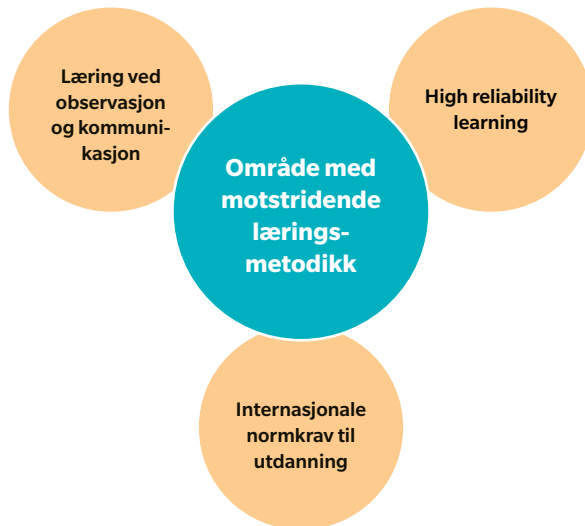 Læring ved
observasjon
og kommuni-
kasjon
High reliability
learning
Område med
motstridende
lærings-
metodikk
Internasjonale
normkrav til
utdanning